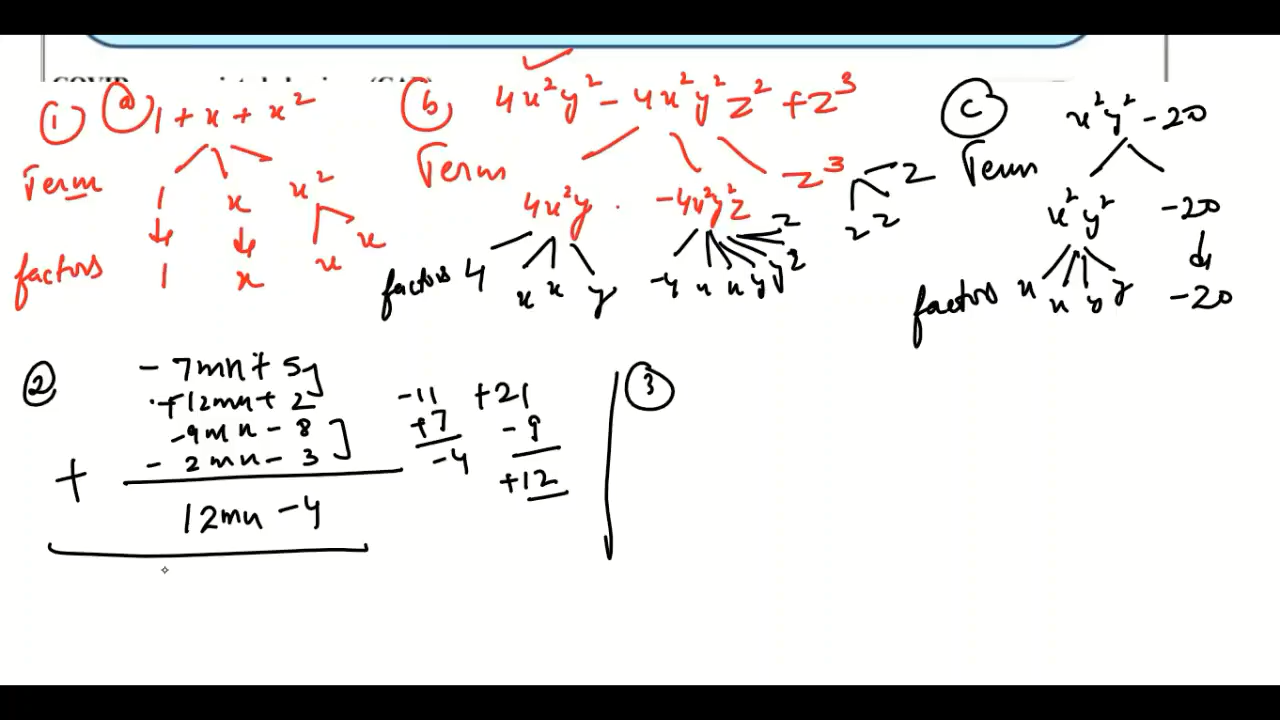 ① ⓐ 1 + x + x²
Term
1 x x²
x x
factors
1 x
ⓑ 4x²y² - 4x²y²z² + z³
Term
4x²y . -4x²y²z z³
z z z
factors 4 x x y -4 x x y y z z
ⓒ x²y² - 20
Term
x²y² -20
factors x x y y -20
②
- 7mn + 5
+12mn + 2
-9mn - 8
- 2mn - 3
+
12mn - 4
-11
+7
-4
+21
- 9
+12
③